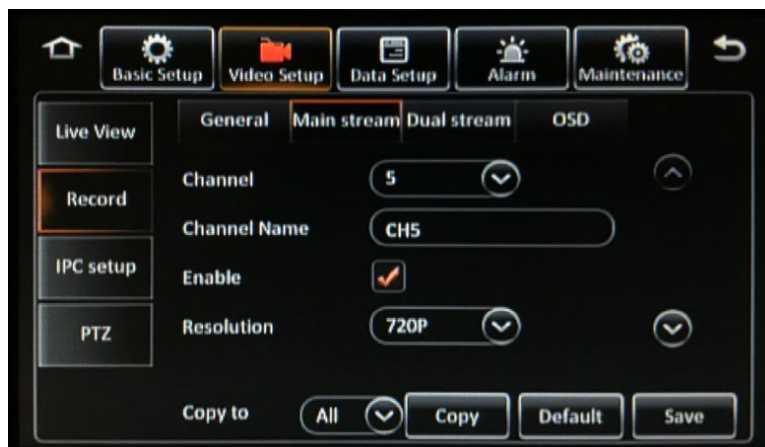 Basic Setup Video Setup Data Setup Alarm Maintenance
General Main stream Dual stream OSD
Live View
Record
IPC setup
PTZ
Channel 5
Channel Name CH5
Enable
Resolution 720P
Copy to All Copy Default Save